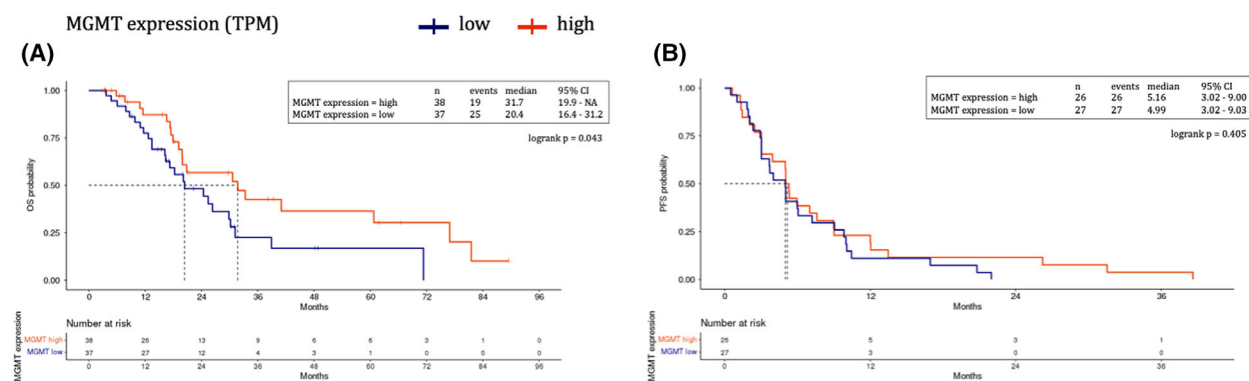 MGMT expression (TPM) low high
(A)
n events median 95% CI
MGMT expression = high 38 19 31.7 19.9 - NA
MGMT expression = low 37 25 20.4 16.4 - 31.2
logrank p = 0.043
OS probability
1.00
0.75
0.50
0.25
0.00
0 12 24 36 48 60 72 84 96
Months
Number at risk
MGMT expression
MGMT high 38 26 13 9 6 6 3 1 0
MGMT low 37 27 12 4 3 1 0 0 0
0 12 24 36 48 60 72 84 96
Months
(B)
n events median 95% CI
MGMT expression = high 26 26 5.16 3.02 - 9.00
MGMT expression = low 27 27 4.99 3.02 - 9.03
logrank p = 0.405
PFS probability
1.00
0.75
0.50
0.25
0.00
0 12 24 36
Months
Number at risk
MGMT expression
MGMT high 26 5 3 1
MGMT low 27 3 0 0
0 12 24 36
Months